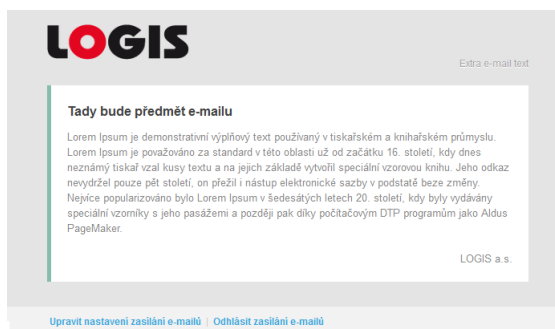 LOGIS
Extra e-mail text
Tady bude předmět e-mailu
Lorem Ipsum je demonstrativní výplňový text používaný v tiskařském a knihařském průmyslu.
Lorem Ipsum je považováno za standard v této oblasti už od začátku 16. století, kdy dnes
neznámý tiskař vzal kusy textu a na jejich základě vytvořil speciální vzorovou knihu. Jeho odkaz
nevydržel pouze pět století, on přežil i nástup elektronické sazby v podstatě beze změny.
Nejvíce popularizováno bylo Lorem Ipsum v šedesátých letech 20. století, kdy byly vydávány
speciální vzorníky s jeho pasážemi a později pak díky počítačovým DTP programům jako Aldus
PageMaker.
LOGIS a.s.
Upravit nastavení zasílání e-mailů | Odhlásit zasílání e-mailů